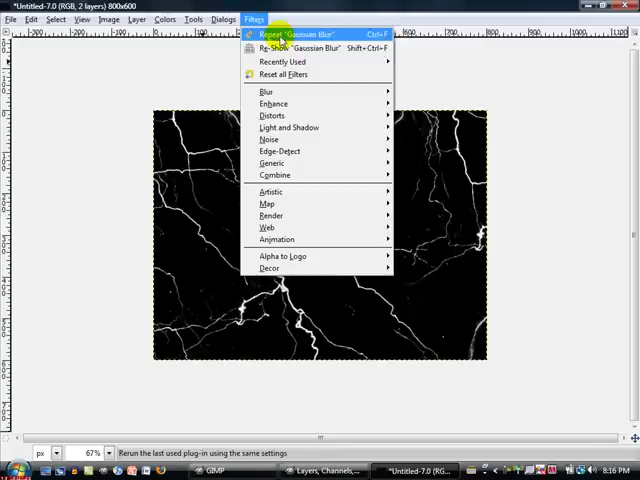 *Untitled-7.0 (RGB, 2 layers) 800x600
File Edit Select View Image Layer Colors Tools Dialogs Filters
Repeat "Gaussian Blur" Ctrl+F
Re-Show "Gaussian Blur" Shift+Ctrl+F
Recently Used
Reset all Filters
Blur
Enhance
Distorts
Light and Shadow
Noise
Edge-Detect
Generic
Combine
Artistic
Map
Render
Web
Animation
Alpha to Logo
Decor
px 67% Rerun the last used plug-in using the same settings
GIMP Layers, Channels,... *Untitled-7.0 (RG... 8:16 PM